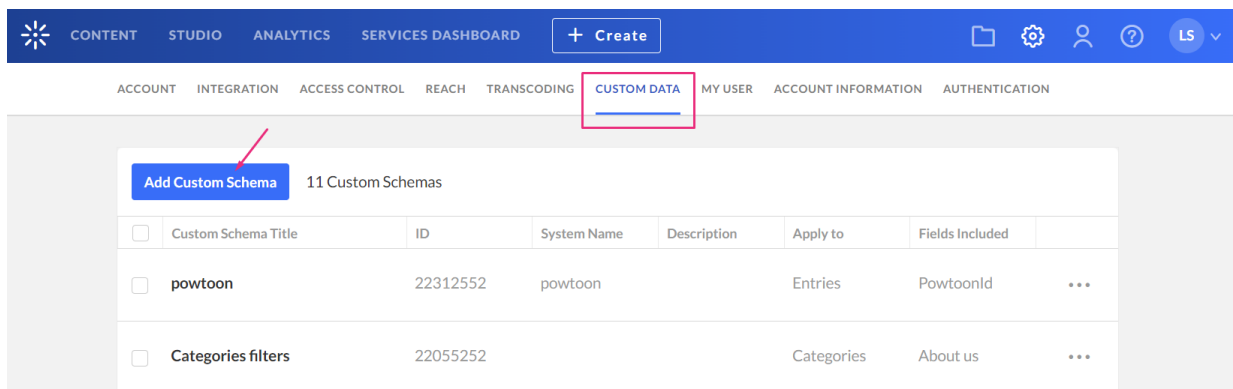 CONTENT STUDIO ANALYTICS SERVICES DASHBOARD + Create LS
ACCOUNT INTEGRATION ACCESS CONTROL REACH TRANSCODING CUSTOM DATA MY USER ACCOUNT INFORMATION AUTHENTICATION
Add Custom Schema 11 Custom Schemas
Custom Schema Title ID System Name Description Apply to Fields Included
powtoon 22312552 powtoon Entries PowtoonId
Categories filters 22055252 Categories About us